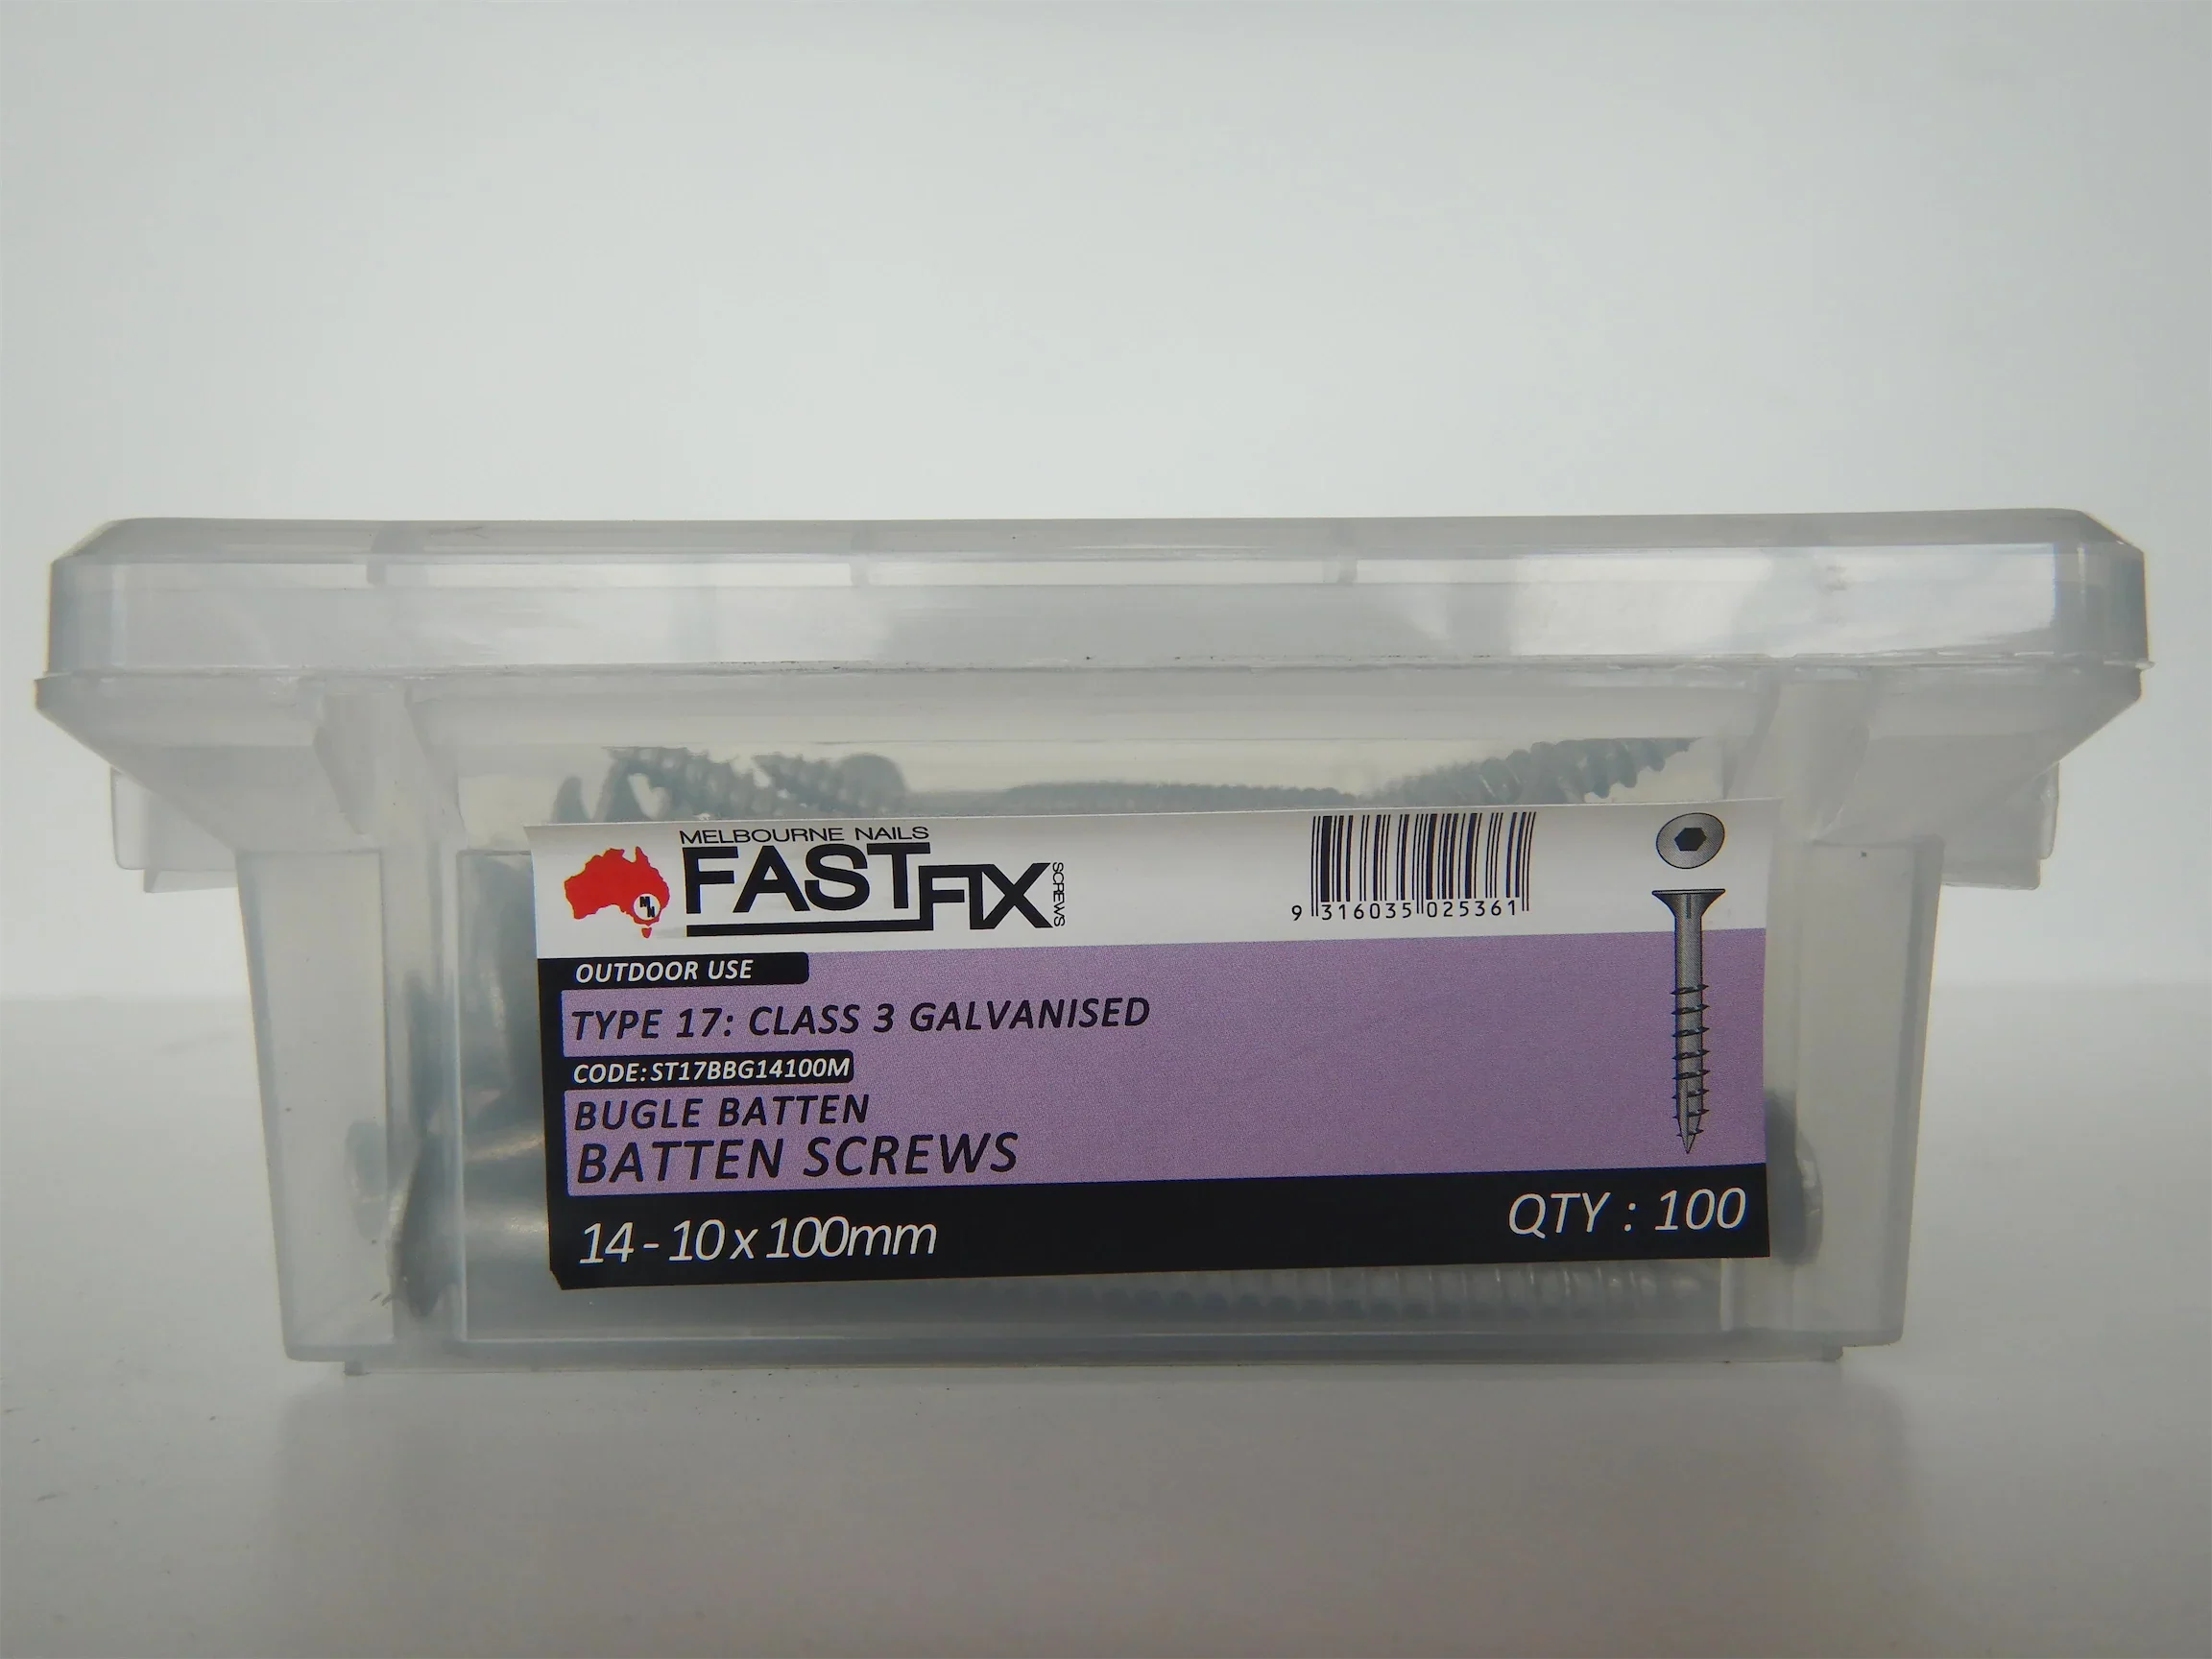 MELBOURNE NAILS
FASTFIX
SCREWS
MN
9 316035 025361
OUTDOOR USE
TYPE 17: CLASS 3 GALVANISED
CODE: ST17BBG14100M
BUGLE BATTEN
BATTEN SCREWS
14 - 10 x 100mm
QTY : 100